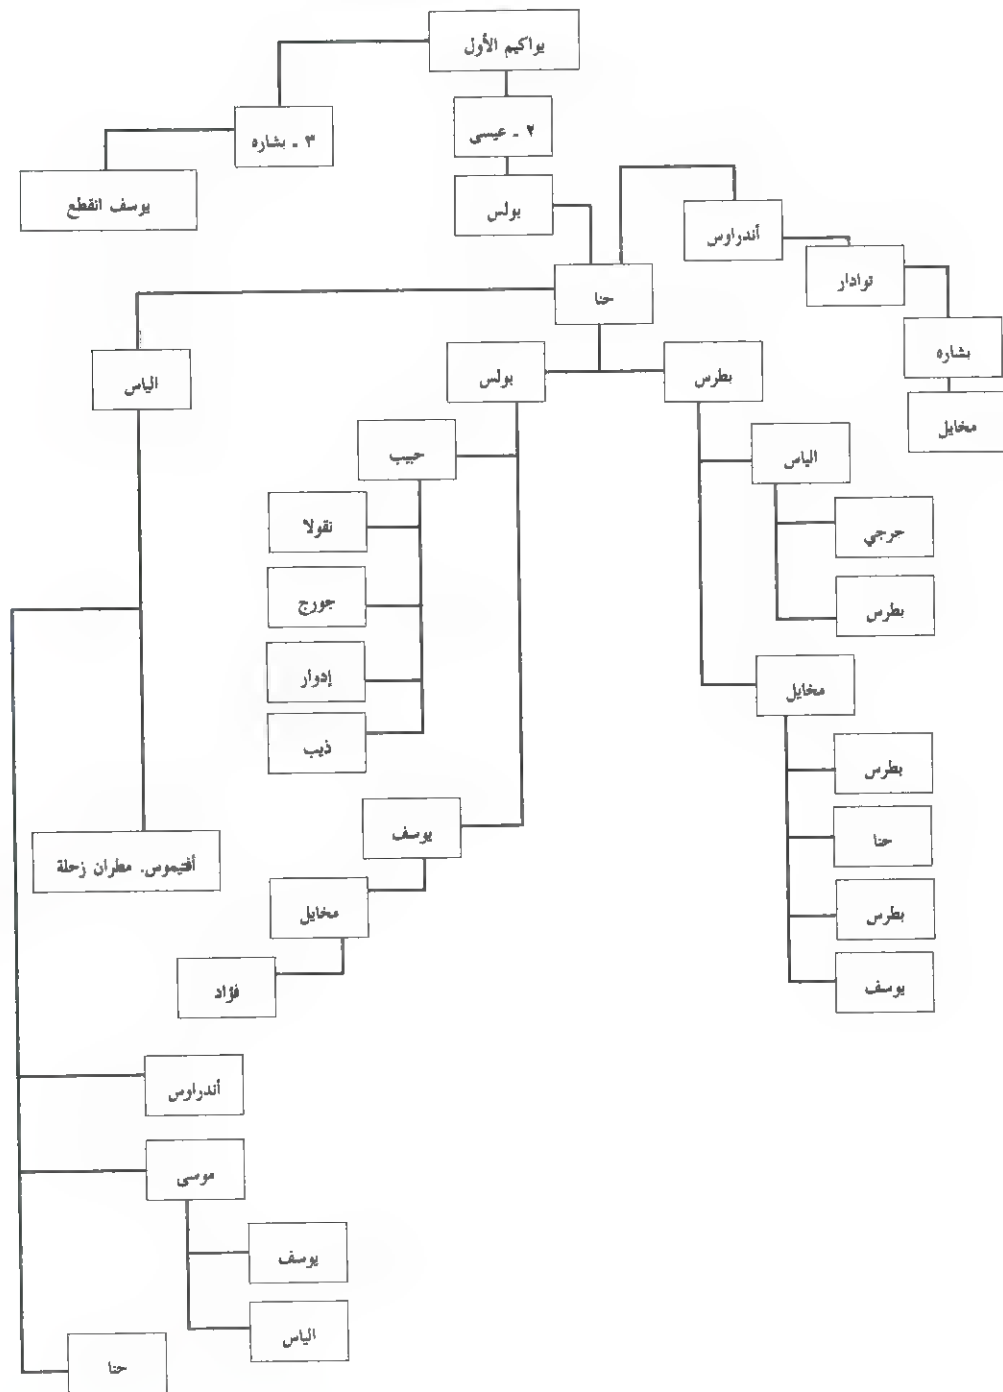 يواكيم الأول
٢ ـ عيسى
٣ ـ بشاره
يوسف انقطع
بولس
أندراوس
توادار
حنا
بشاره
الياس
بولس
بطرس
مخايل
حبيب
الياس
نقولا
حرجي
جورج
بطرس
إدوار
مخايل
ذيب
بطرس
يوسف
حنا
أفتيموس. مطران زحلة
مخايل
بطرس
فؤاد
يوسف
أندراوس
موسى
يوسف
الياس
حنا